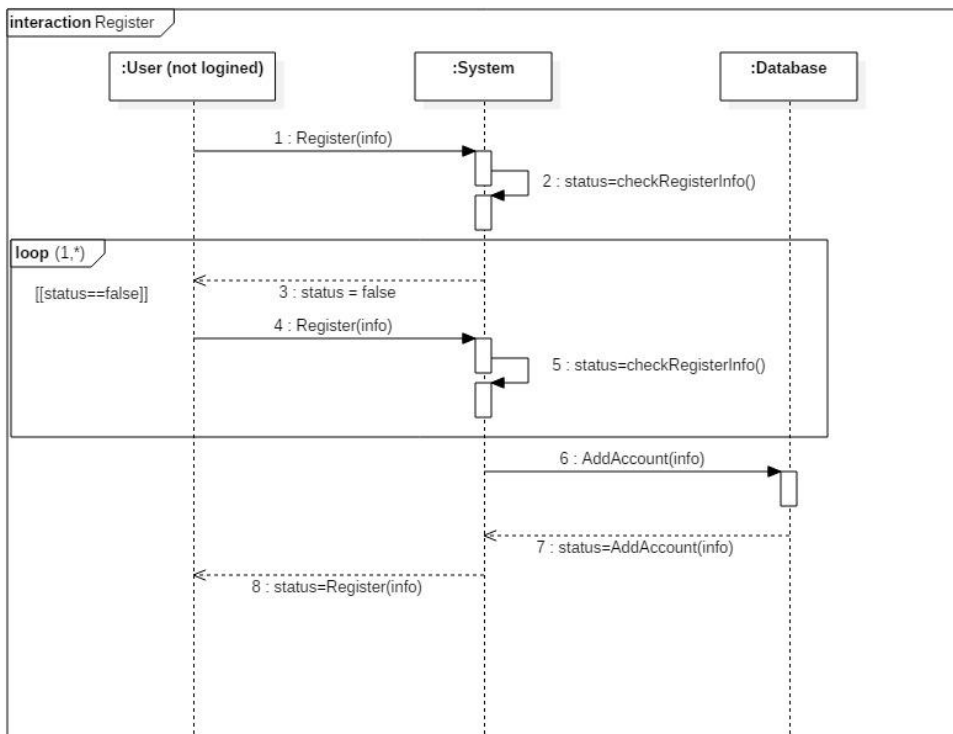 interaction Register
:User (not logined)
:System
:Database
1 : Register(info)
2 : status=checkRegisterInfo()
loop (1,*)
[[status==false]]
3 : status = false
4 : Register(info)
5 : status=checkRegisterInfo()
6 : AddAccount(info)
7 : status=AddAccount(info)
8 : status=Register(info)